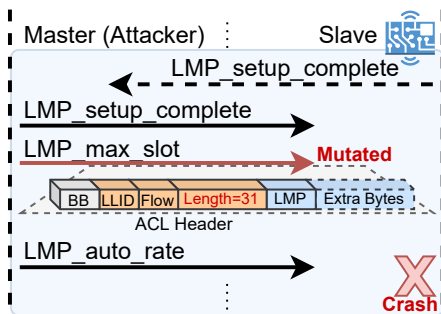 Master (Attacker)
Slave
LMP_setup_complete
LMP_setup_complete
LMP_max_slot
Mutated
BB LLID Flow Length=31 LMP Extra Bytes
ACL Header
LMP_auto_rate
Crash